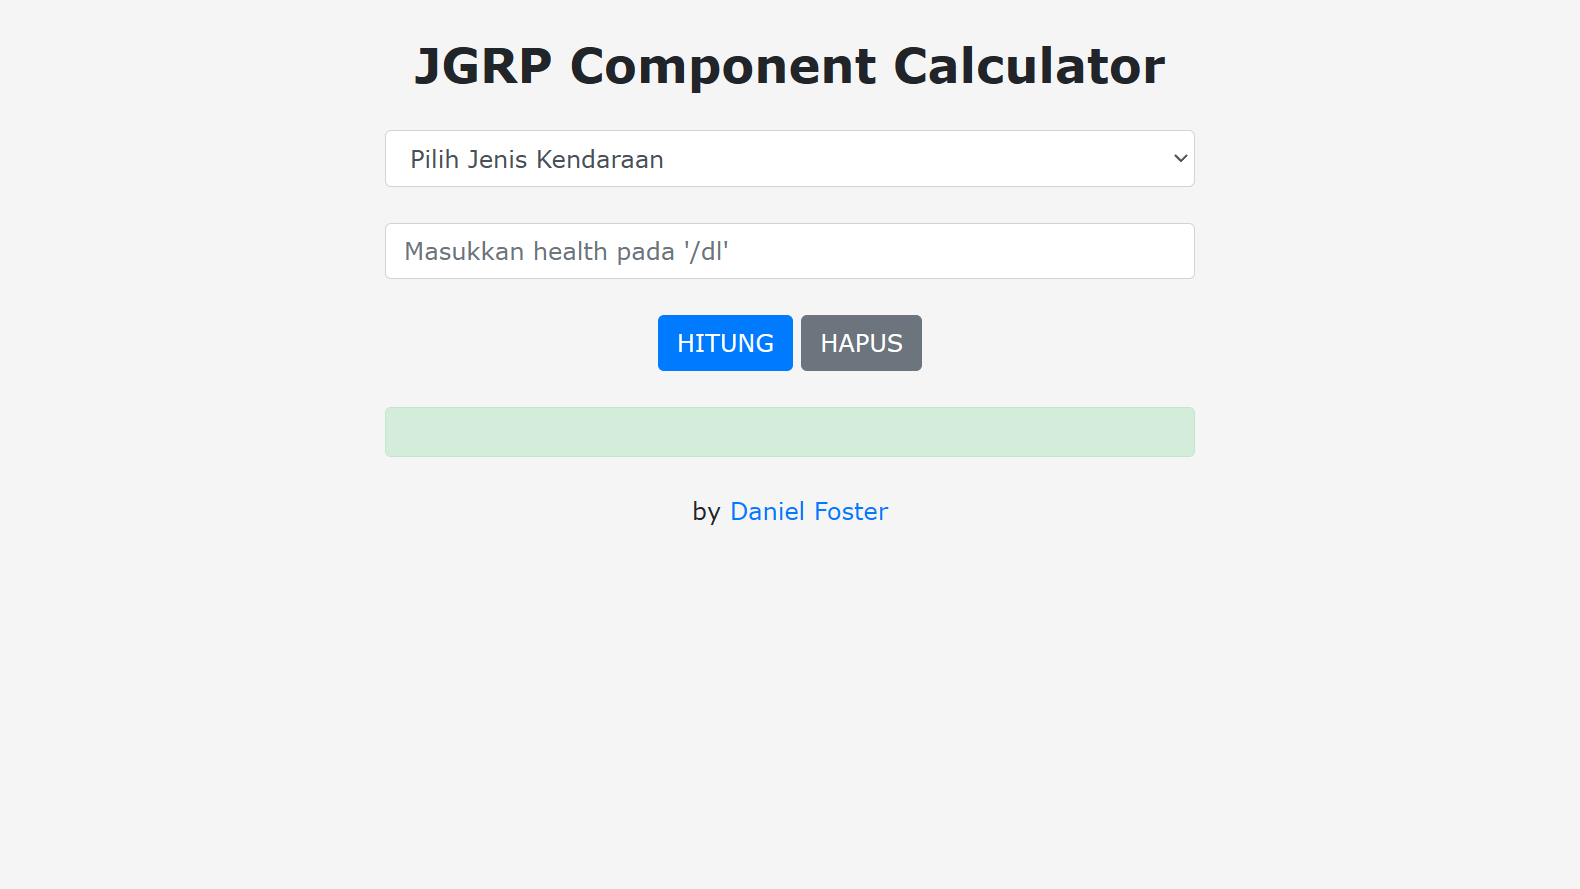 JGRP Component Calculator
Pilih Jenis Kendaraan
Masukkan health pada '/dl'
HITUNG HAPUS
by Daniel Foster